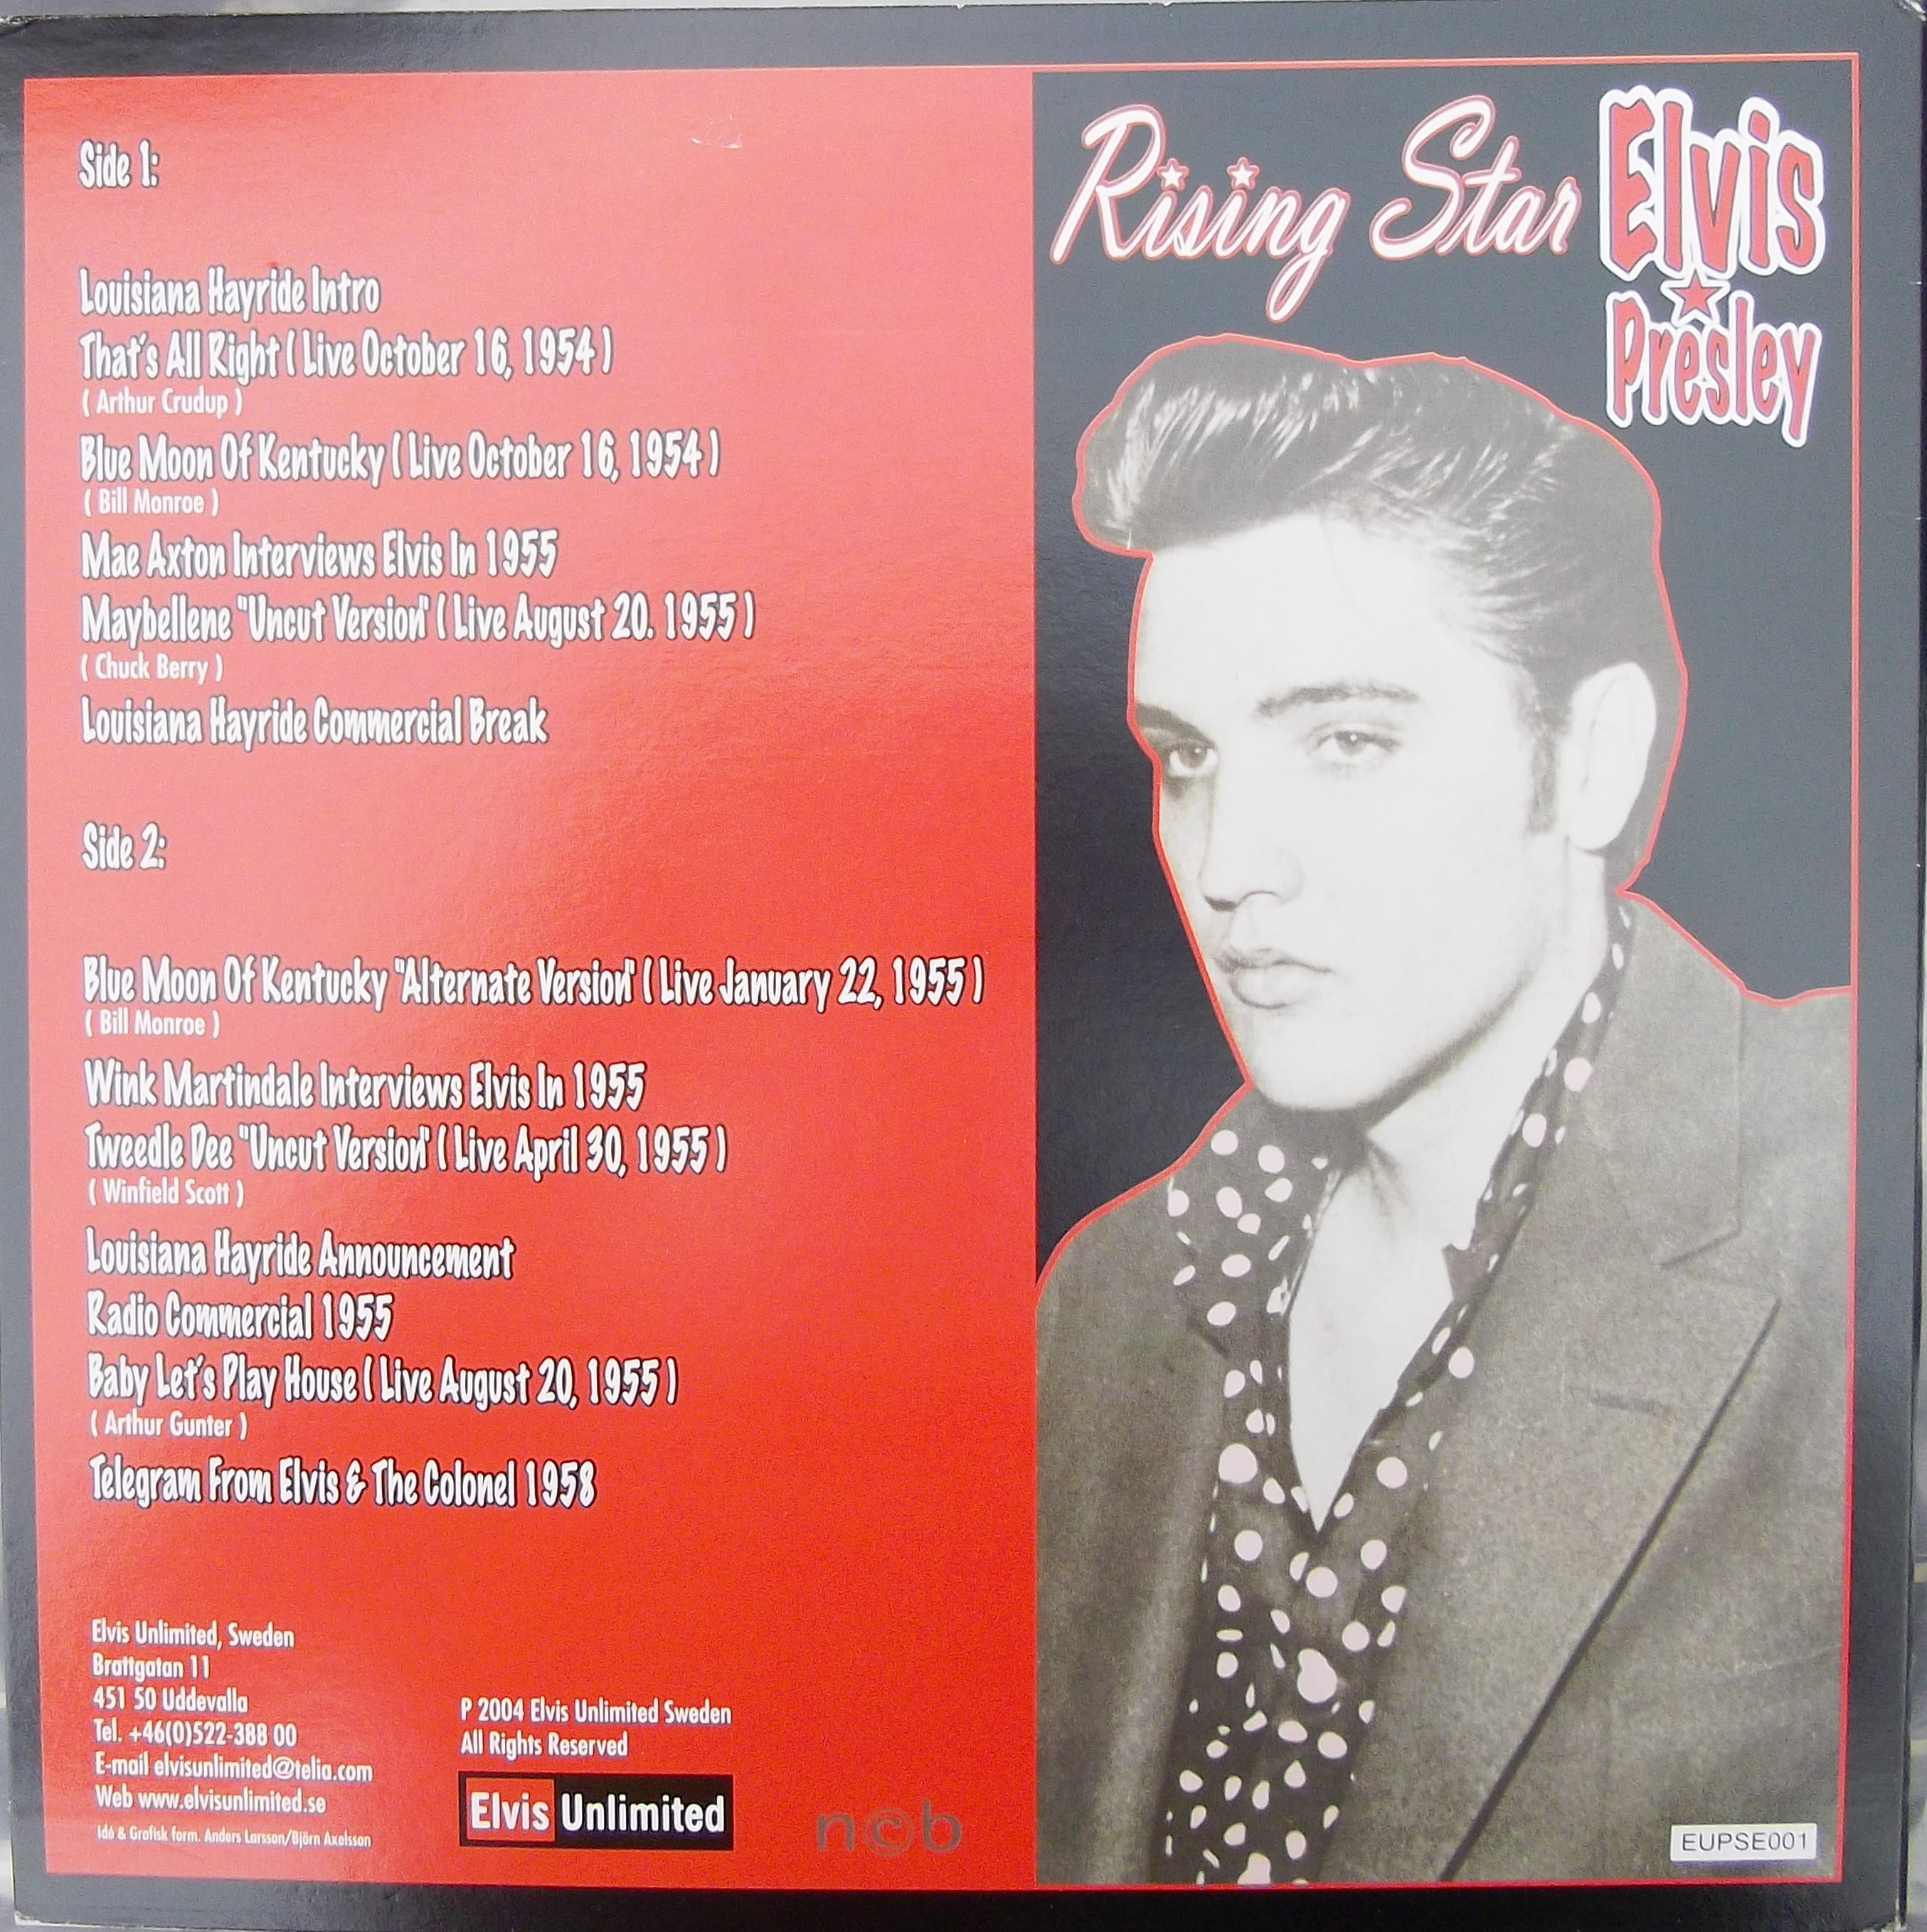 Side 1:
Louisiana Hayride Intro
That's All Right ( Live October 16, 1954 )
( Arthur Crudup )
Blue Moon Of Kentucky ( Live October 16, 1954 )
( Bill Monroe )
Mae Axton Interviews Elvis In 1955
Maybellene "Uncut Version" ( Live August 20. 1955 )
( Chuck Berry )
Louisiana Hayride Commercial Break
Side 2:
Blue Moon Of Kentucky "Alternate Version" ( Live January 22, 1955 )
( Bill Monroe )
Wink Martindale Interviews Elvis In 1955
Tweedle Dee "Uncut Version" ( Live April 30, 1955 )
( Winfield Scott )
Louisiana Hayride Announcement
Radio Commercial 1955
Baby Let's Play House ( Live August 20, 1955 )
( Arthur Gunter )
Telegram From Elvis & The Colonel 1958
Elvis Unlimited, Sweden
Brattgatan 11
451 50 Uddevalla
Tel. +46(0)522-388 00
E-mail elvisunlimited@telia.com
Web www.elvisunlimited.se
Idé & Grafisk form. Anders Larsson/Björn Axelsson
P 2004 Elvis Unlimited Sweden
All Rights Reserved
Elvis Unlimited
n©b
Rising Star
Elvis
Presley
EUPSE001